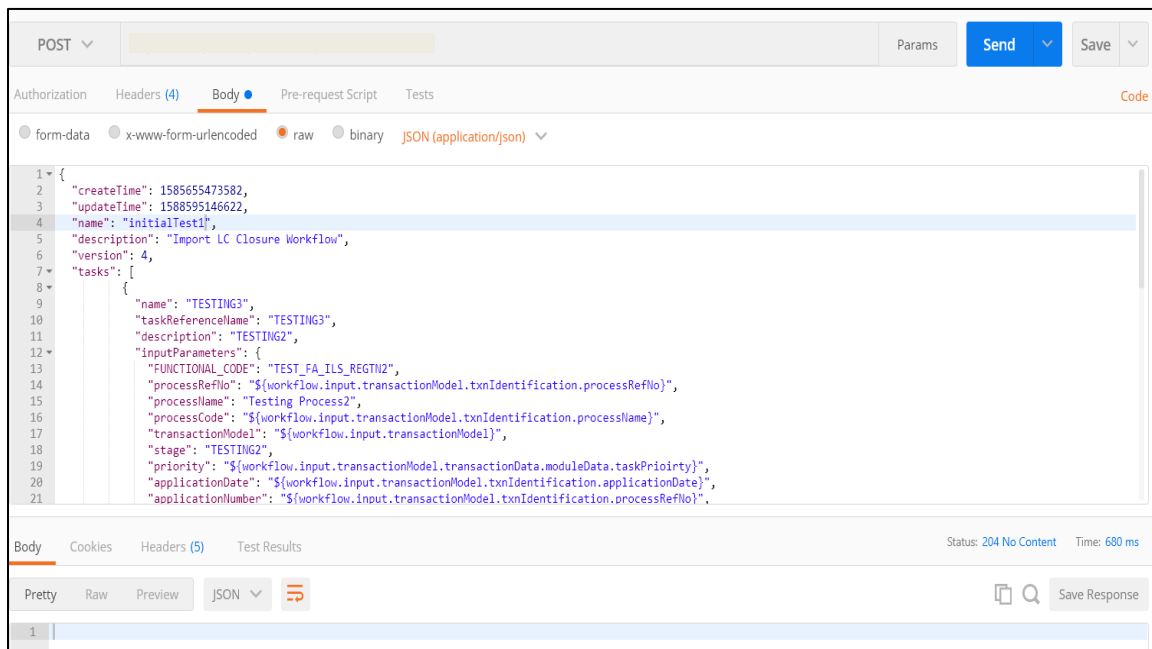 POST Params Send Save
Authorization Headers (4) Body Pre-request Script Tests Code
form-data x-www-form-urlencoded raw binary JSON (application/json)
1 {
2 "createTime": 1585655473582,
3 "updateTime": 1588595146622,
4 "name": "initialTest1",
5 "description": "Import LC Closure Workflow",
6 "version": 4,
7 "tasks": [
8 {
9 "name": "TESTING3",
10 "taskReferenceName": "TESTING3",
11 "description": "TESTING2",
12 "inputParameters": {
13 "FUNCTIONAL_CODE": "TEST_FA_ILS_REGTN2",
14 "processRefNo": "${workflow.input.transactionModel.txnIdentification.processRefNo}",
15 "processName": "Testing Process2",
16 "processCode": "${workflow.input.transactionModel.txnIdentification.processName}",
17 "transactionModel": "${workflow.input.transactionModel}",
18 "stage": "TESTING2",
19 "priority": "${workflow.input.transactionModel.transactionData.moduleData.taskPrioirty}",
20 "applicationDate": "${workflow.input.transactionModel.txnIdentification.applicationDate}",
21 "applicationNumber": "${workflow.input.transactionModel.txnIdentification.processRefNo}",
Body Cookies Headers (5) Test Results Status: 204 No Content Time: 680 ms
Pretty Raw Preview JSON Save Response
1